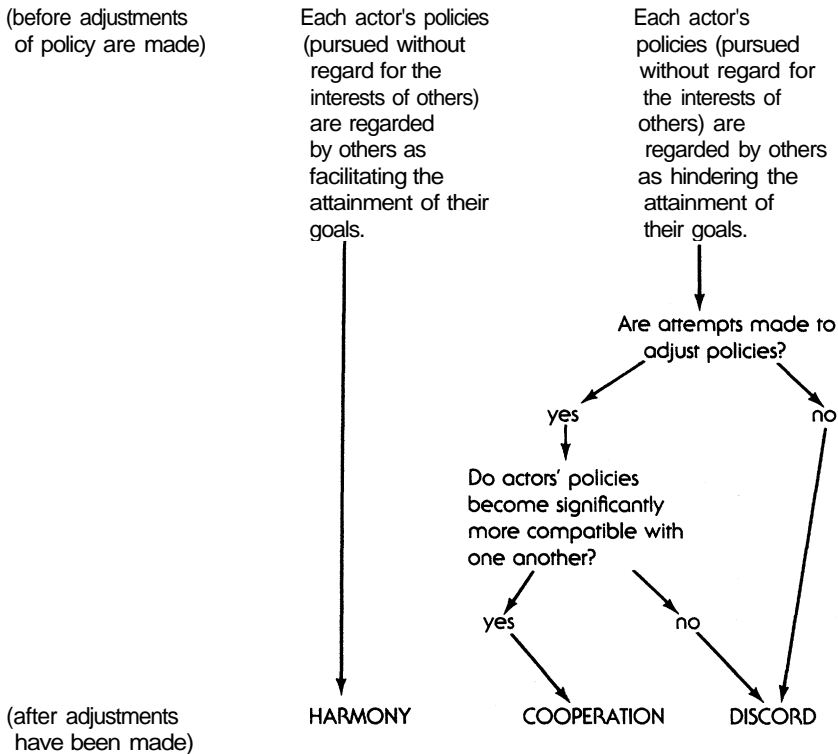 (before adjustments
of policy are made)
Each actor's policies
(pursued without
regard for the
interests of others)
are regarded
by others as
facilitating the
attainment of their
goals.
Each actor's
policies (pursued
without regard for
the interests of
others) are
regarded by others
as hindering the
attainment of
their goals.
Are attempts made to
adjust policies?
yes
no
Do actors' policies
become significantly
more compatible with
one another?
yes
no
(after adjustments
have been made)
HARMONY
COOPERATION
DISCORD